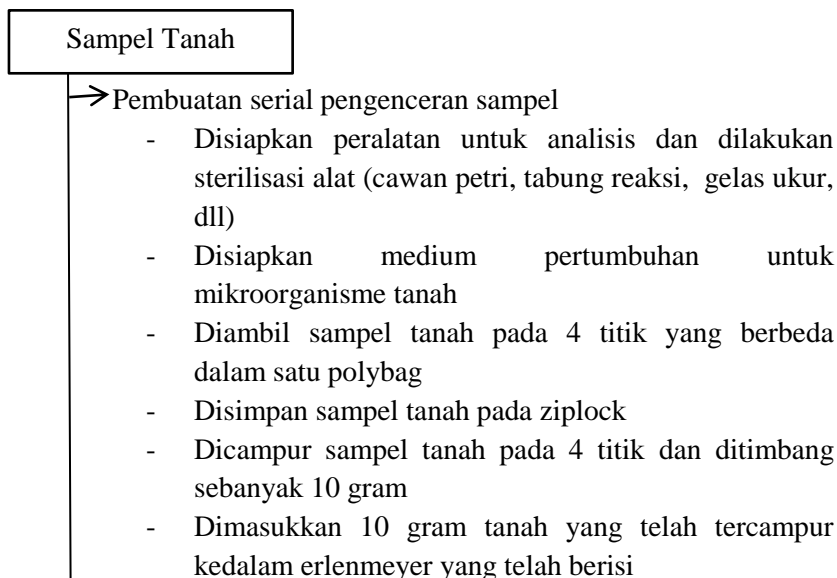 Sampel Tanah
Pembuatan serial pengenceran sampel
- Disiapkan peralatan untuk analisis dan dilakukan
sterilisasi alat (cawan petri, tabung reaksi, gelas ukur,
dll)
- Disiapkan medium pertumbuhan untuk
mikroorganisme tanah
- Diambil sampel tanah pada 4 titik yang berbeda
dalam satu polybag
- Disimpan sampel tanah pada ziplock
- Dicampur sampel tanah pada 4 titik dan ditimbang
sebanyak 10 gram
- Dimasukkan 10 gram tanah yang telah tercampur
kedalam erlenmeyer yang telah berisi